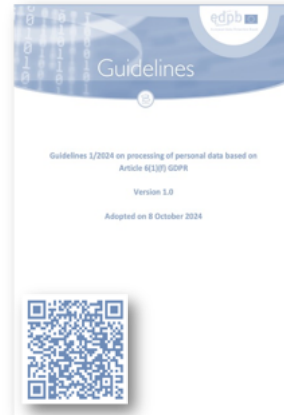 edpb
Guidelines
Guidelines 1/2024 on processing of personal data based on
Article 6(1)(f) GDPR
Version 1.0
Adopted on 8 October 2024